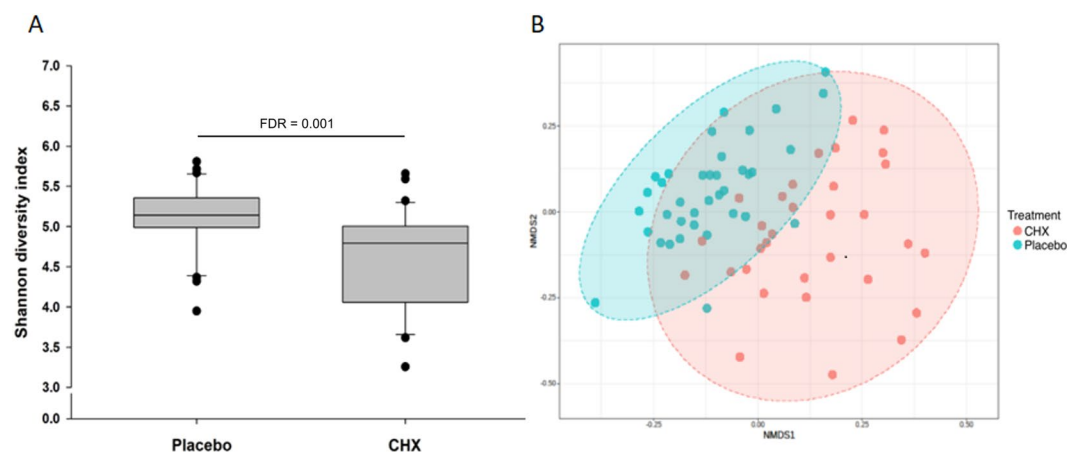 A
Shannon diversity index
7.0
6.5
6.0
5.5
5.0
4.5
4.0
3.5
3.0
0.0
FDR = 0.001
Placebo
CHX
B
NMDS2
0.25
0.00
-0.25
-0.50
-0.25
0.00
0.25
0.50
NMDS1
Treatment
CHX
Placebo